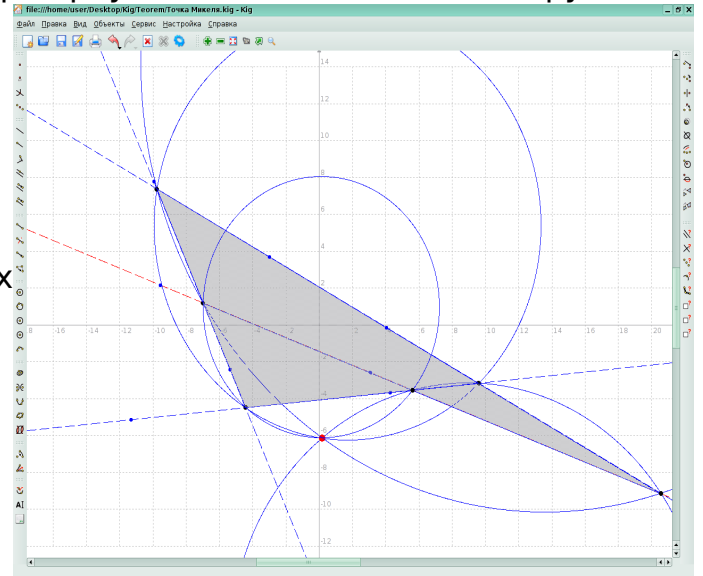 file:///home/user/Desktop/Kig/Teorem/Точка Микеля.kig - Kig
Файл Правка Вид Объекты Сервис Настройка Справка
14
12
10
8
6
4
2
8 -16 -14 -12 -10 -8 -6 -4 -2 2 4 6 8 10 12 14 16 18 20
-2
-4
-6
-8
-10
-12
х
AI